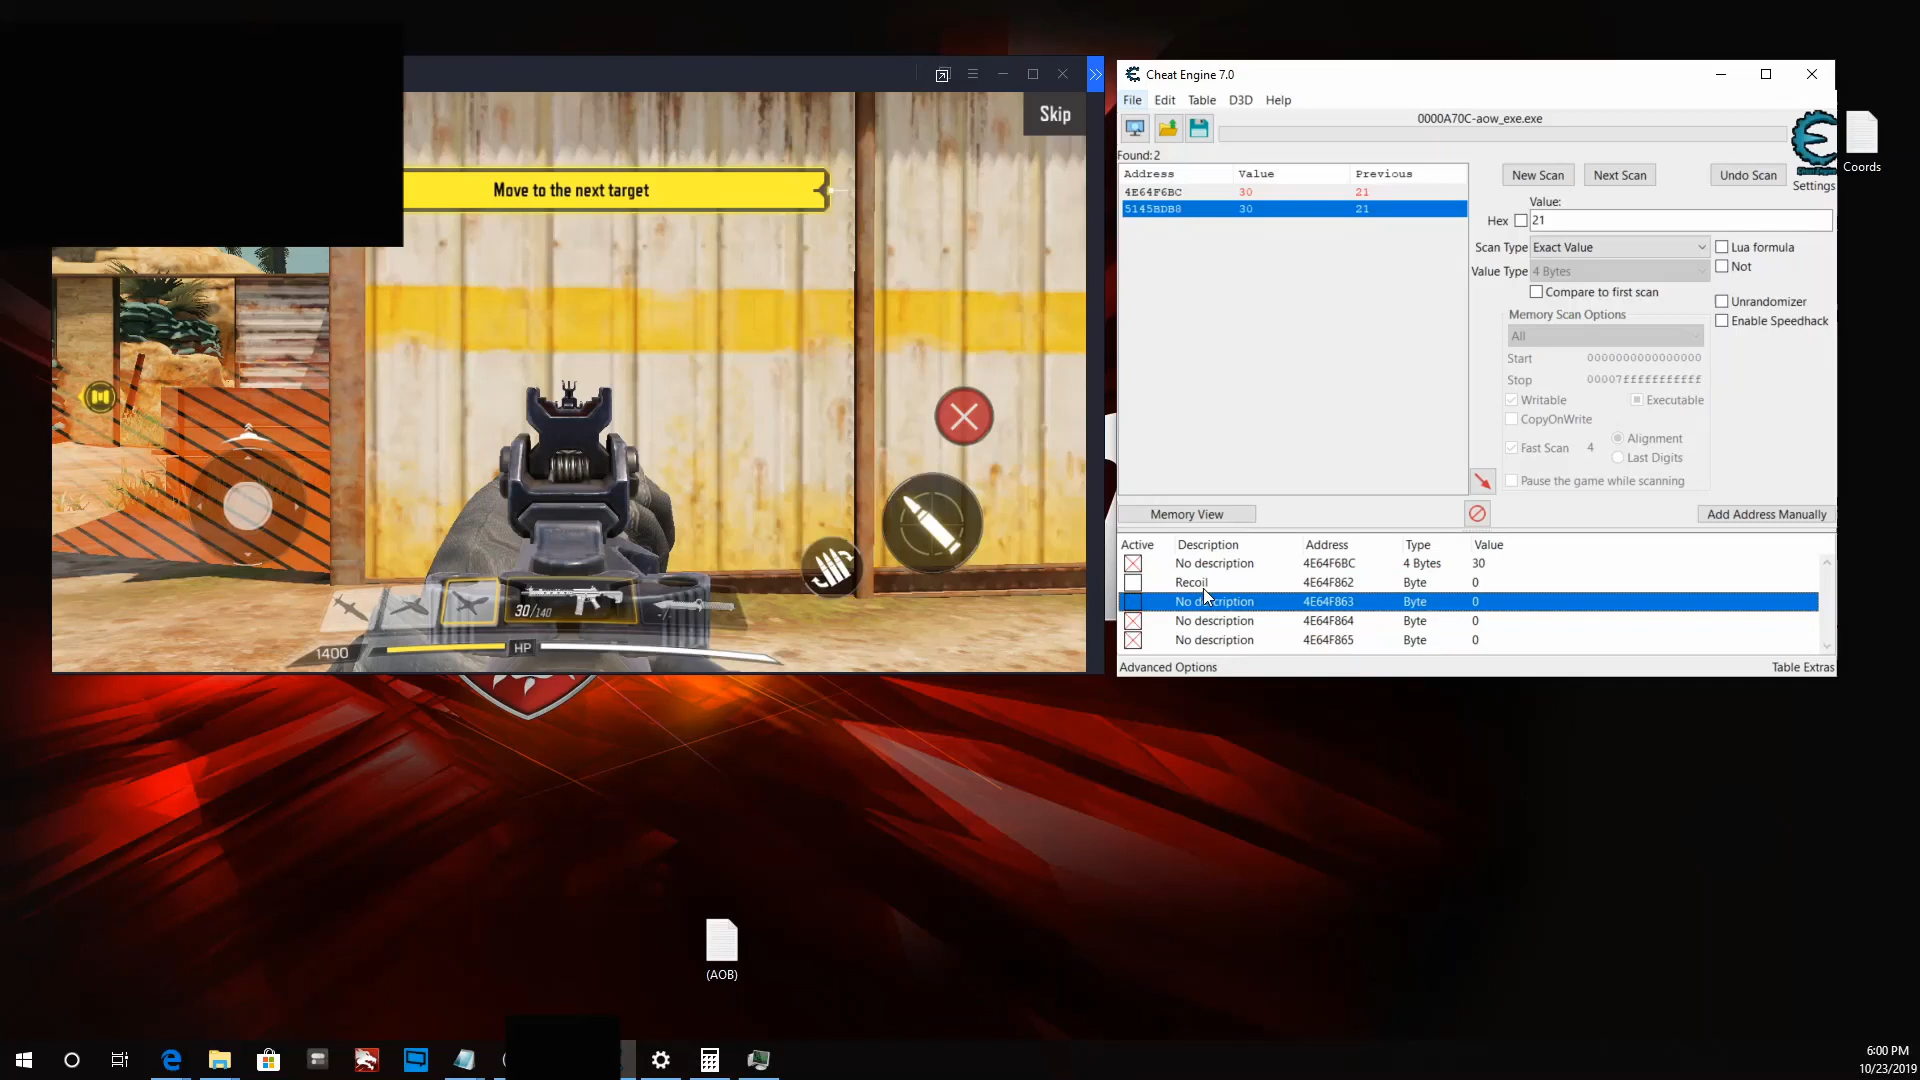 Skip
Move to the next target
30/140
1400
HP
Cheat Engine 7.0
File Edit Table D3D Help
0000A70C-aow_exe.exe
Found:2
Address Value Previous
4E64F6BC 30 21
5145BDB8 30 21
New Scan Next Scan Undo Scan
Settings
Value:
Hex 21
Scan Type Exact Value
Lua formula
Value Type 4 Bytes
Not
Compare to first scan
Unrandomizer
Enable Speedhack
Memory Scan Options
All
Start 0000000000000000
Stop 00007fffffffffff
Writable Executable
CopyOnWrite
Fast Scan 4 Alignment
Last Digits
Pause the game while scanning
Memory View
Add Address Manually
Active Description Address Type Value
No description 4E64F6BC 4 Bytes 30
Recoil 4E64F862 Byte 0
No description 4E64F863 Byte 0
No description 4E64F864 Byte 0
No description 4E64F865 Byte 0
Advanced Options Table Extras
Coords
(AOB)
6:00 PM
10/23/2019